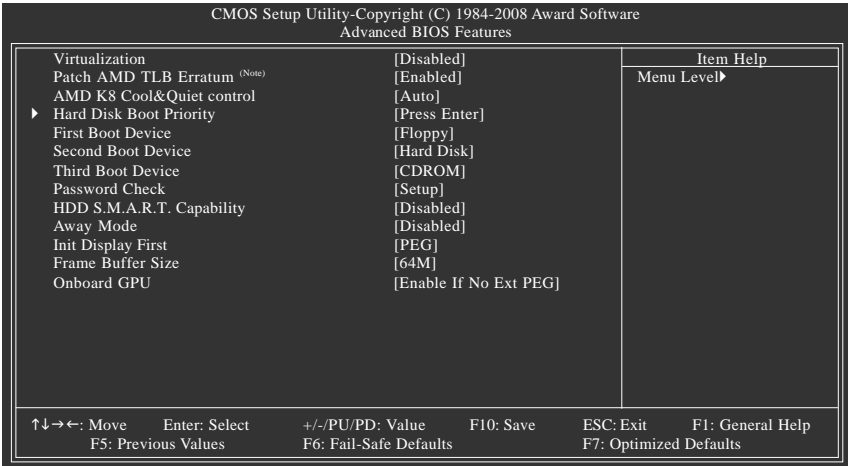 CMOS Setup Utility-Copyright (C) 1984-2008 Award Software
Advanced BIOS Features
Virtualization [Disabled] Item Help
Patch AMD TLB Erratum (Note) [Enabled] Menu Level▶
AMD K8 Cool&Quiet control [Auto]
▶ Hard Disk Boot Priority [Press Enter]
First Boot Device [Floppy]
Second Boot Device [Hard Disk]
Third Boot Device [CDROM]
Password Check [Setup]
HDD S.M.A.R.T. Capability [Disabled]
Away Mode [Disabled]
Init Display First [PEG]
Frame Buffer Size [64M]
Onboard GPU [Enable If No Ext PEG]
↑↓→←: Move Enter: Select +/-/PU/PD: Value F10: Save ESC: Exit F1: General Help
F5: Previous Values F6: Fail-Safe Defaults F7: Optimized Defaults